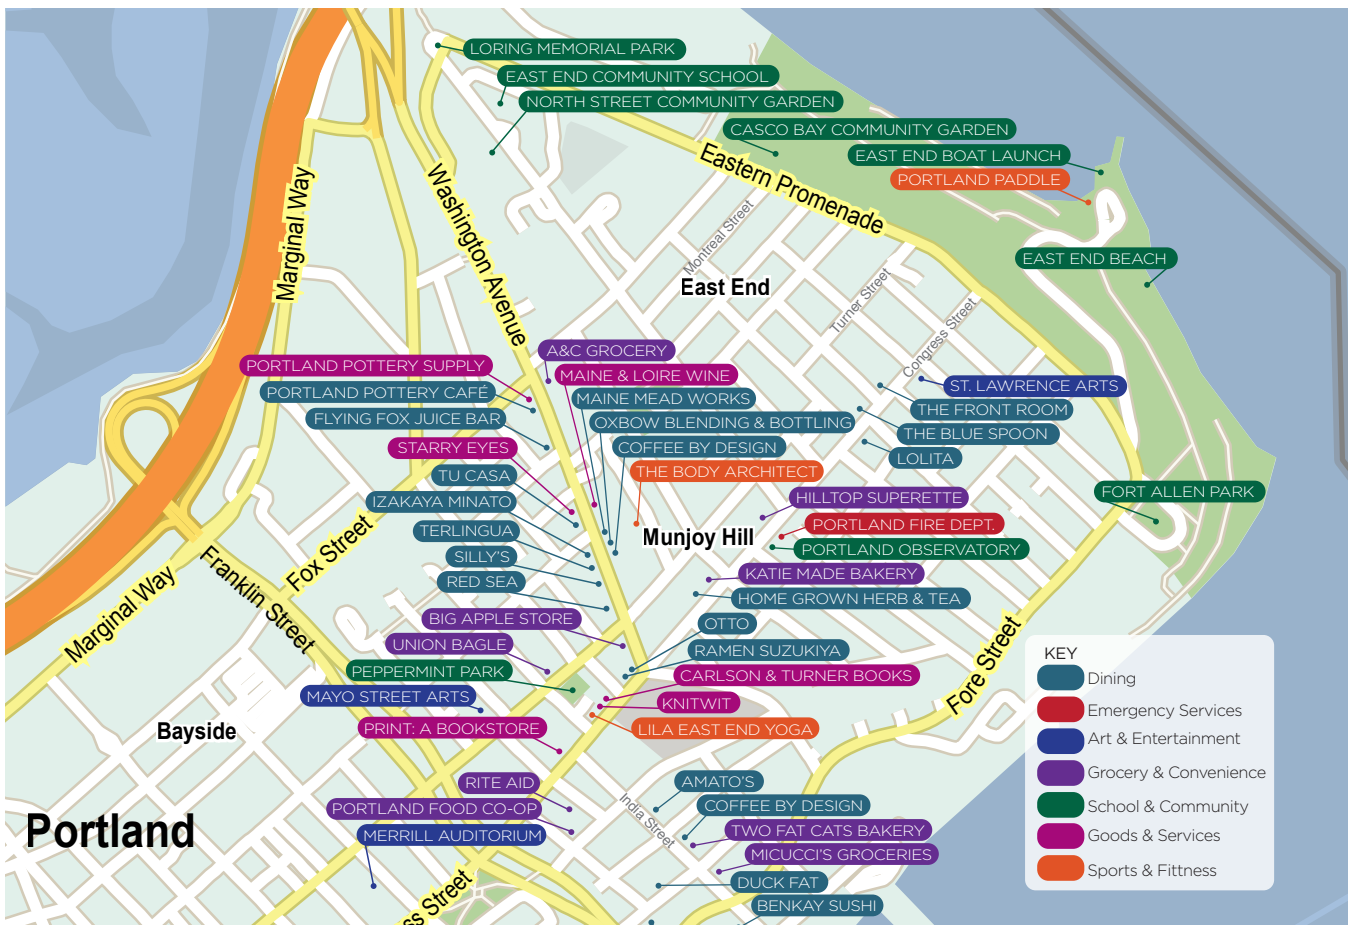 LORING MEMORIAL PARK
EAST END COMMUNITY SCHOOL
NORTH STREET COMMUNITY GARDEN
CASCO BAY COMMUNITY GARDEN
EAST END BOAT LAUNCH
PORTLAND PADDLE
Eastern Promenade
Marginal Way
Washington Avenue
Montreal Street
EAST END BEACH
East End
Turner Street
Congress Street
A&C GROCERY
PORTLAND POTTERY SUPPLY
MAINE & LOIRE WINE
ST. LAWRENCE ARTS
PORTLAND POTTERY CAFÉ
MAINE MEAD WORKS
THE FRONT ROOM
FLYING FOX JUICE BAR
OXBOW BLENDING & BOTTLING
THE BLUE SPOON
STARRY EYES
COFFEE BY DESIGN
LOLITA
TU CASA
THE BODY ARCHITECT
IZAKAYA MINATO
HILLTOP SUPERETTE
FORT ALLEN PARK
TERLINGUA
Munjoy Hill
PORTLAND FIRE DEPT.
SILLY'S
PORTLAND OBSERVATORY
RED SEA
KATIE MADE BAKERY
HOME GROWN HERB & TEA
Fox Street
Franklin Street
Marginal Way
BIG APPLE STORE
OTTO
UNION BAGLE
RAMEN SUZUKIYA
PEPPERMINT PARK
CARLSON & TURNER BOOKS
MAYO STREET ARTS
KNITWIT
PRINT: A BOOKSTORE
LILA EAST END YOGA
Fore Street
Bayside
RITE AID
AMATO'S
PORTLAND FOOD CO-OP
COFFEE BY DESIGN
India Street
MERRILL AUDITORIUM
TWO FAT CATS BAKERY
MICUCCI'S GROCERIES
DUCK FAT
BENKAY SUSHI
Portland
ss Street
KEY
Dining
Emergency Services
Art & Entertainment
Grocery & Convenience
School & Community
Goods & Services
Sports & Fittness